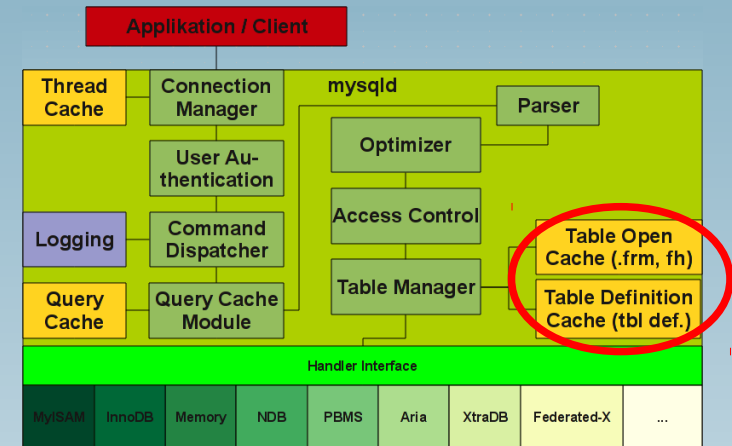 Applikation / Client
Thread
Cache
Connection
Manager
mysqld
Parser
Optimizer
User Au-
thentication
Access Control
Logging
Command
Dispatcher
Table Open
Cache (.frm, fh)
Query
Cache
Query Cache
Module
Table Manager
Table Definition
Cache (tbl def.)
Handler Interface
MyISAM
InnoDB
Memory
NDB
PBMS
Aria
XtraDB
Federated-X
...